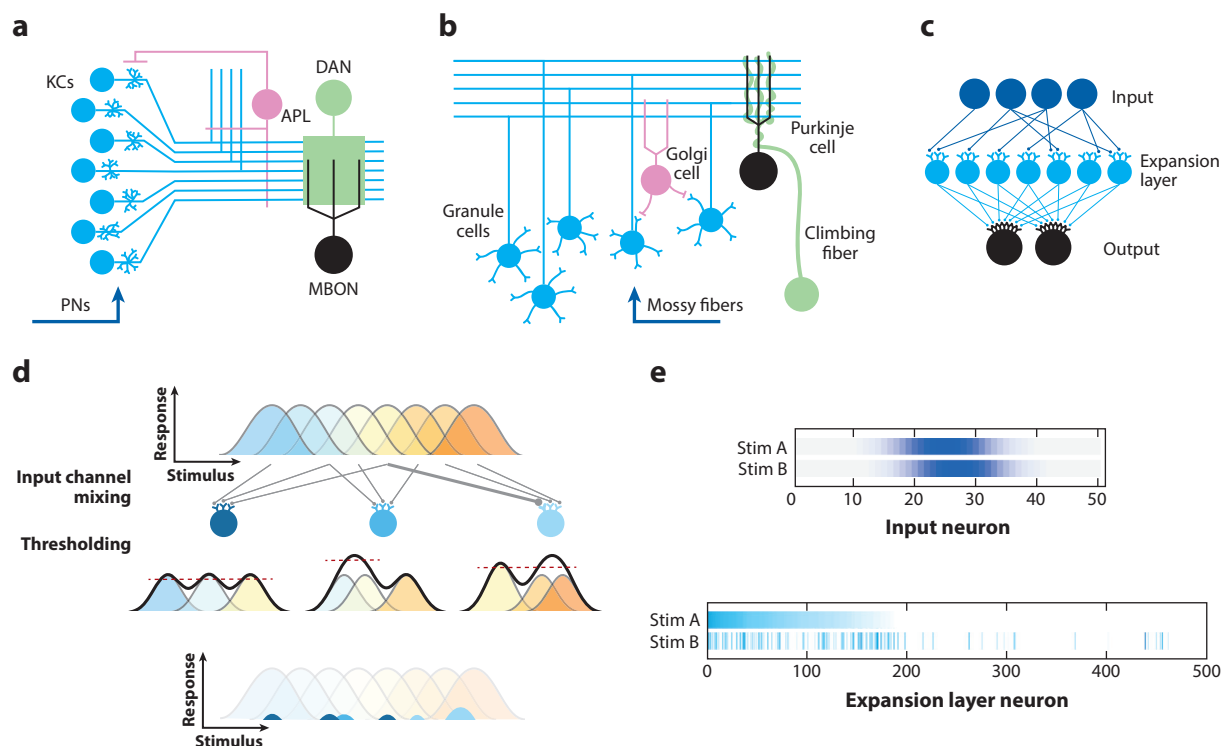 a
KCs
APL
DAN
MBON
PNs
b
Granule
cells
Golgi
cell
Purkinje
cell
Climbing
fiber
Mossy fibers
c
Input
Expansion
layer
Output
d
Response
Stimulus
Input channel
mixing
Thresholding
Response
Stimulus
e
Stim A
Stim B
0 10 20 30 40 50
Input neuron
Stim A
Stim B
0 100 200 300 400 500
Expansion layer neuron